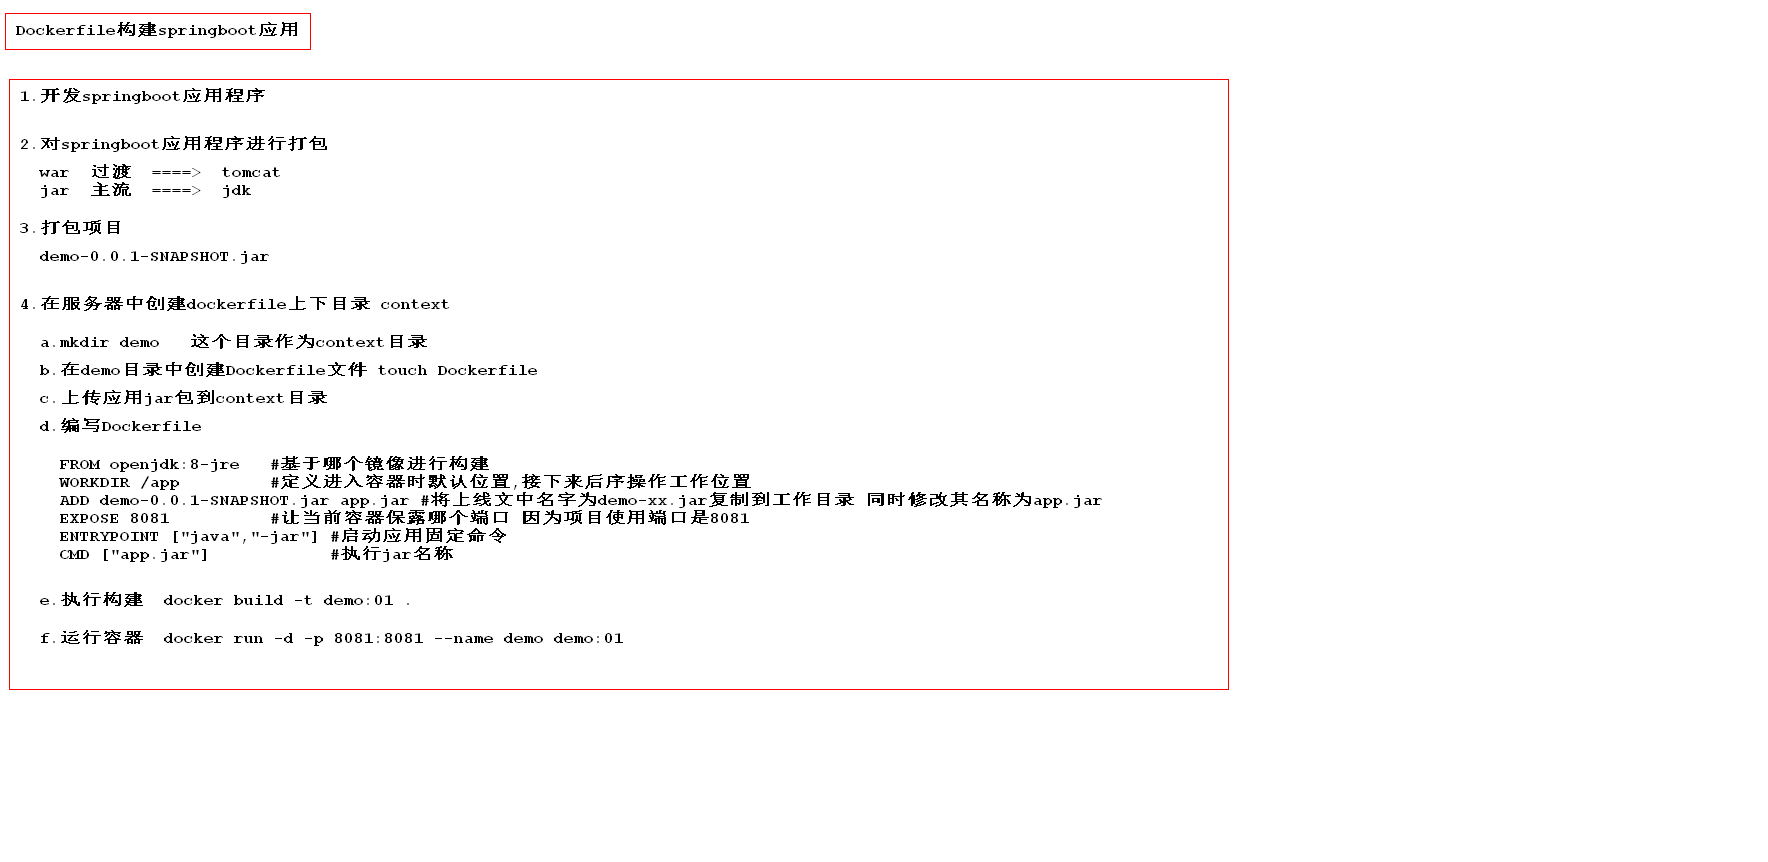 Dockerfile构建springboot应用
1.开发springboot应用程序
2.对springboot应用程序进行打包
war 过渡 ====> tomcat
jar 主流 ====> jdk
3.打包项目
demo-0.0.1-SNAPSHOT.jar
4.在服务器中创建dockerfile上下目录 context
a.mkdir demo 这个目录作为context目录
b.在demo目录中创建Dockerfile文件 touch Dockerfile
c.上传应用jar包到context目录
d.编写Dockerfile
FROM openjdk:8-jre #基于哪个镜像进行构建
WORKDIR /app #定义进入容器时默认位置,接下来后序操作工作位置
ADD demo-0.0.1-SNAPSHOT.jar app.jar #将上线文中名字为demo-xx.jar复制到工作目录 同时修改其名称为app.jar
EXPOSE 8081 #让当前容器保露哪个端口 因为项目使用端口是8081
ENTRYPOINT ["java","-jar"] #启动应用固定命令
CMD ["app.jar"] #执行jar名称
e.执行构建 docker build -t demo:01 .
f.运行容器 docker run -d -p 8081:8081 --name demo demo:01